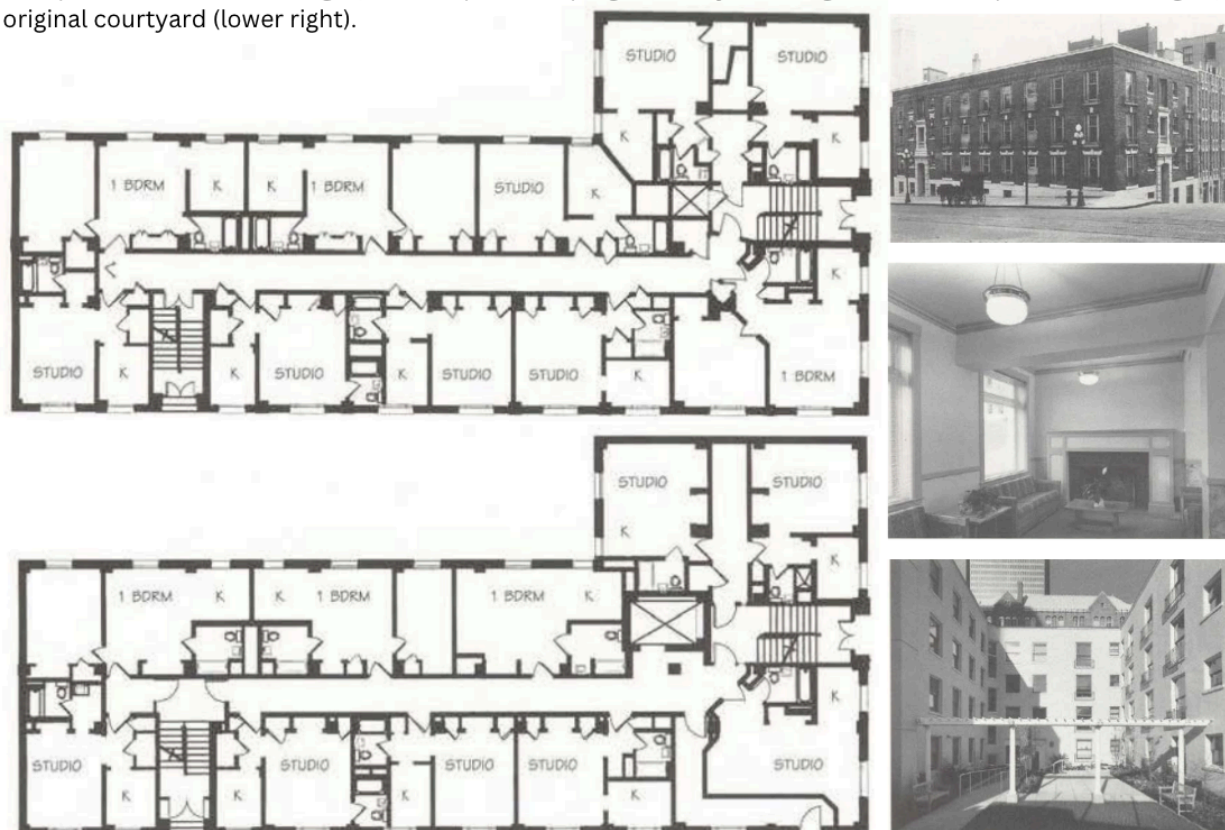 original courtyard (lower right).
STUDIO STUDIO
K K
1 BDRM K K 1 BDRM STUDIO K
K
STUDIO K K STUDIO K STUDIO STUDIO K 1 BDRM
STUDIO STUDIO
K K
1 BDRM K K 1 BDRM 1 BDRM K
K
STUDIO K K STUDIO K STUDIO STUDIO K STUDIO